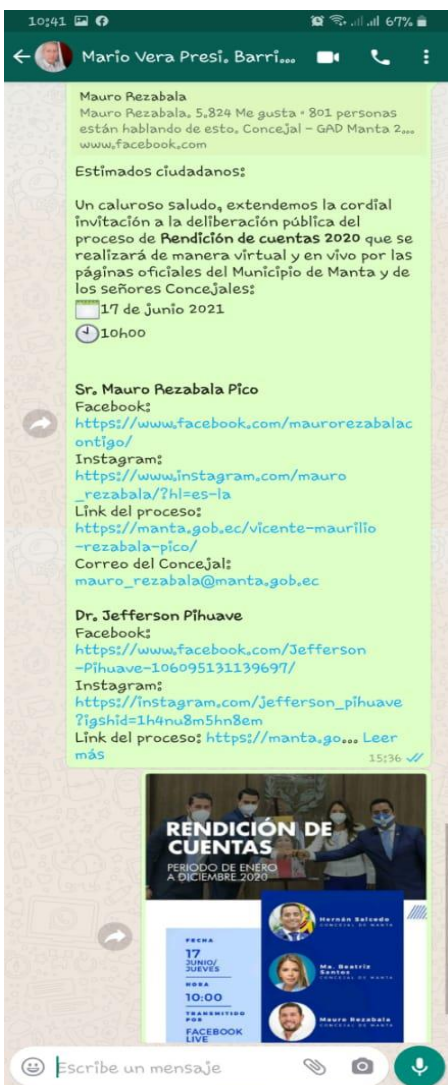 10:41
67%
Mario Vera Presi. Barri...
Mauro Rezabala
Mauro Rezabala, 5,824 Me gusta · 801 personas
están hablando de esto. Concejal - GAD Manta 2...
www.facebook.com
Estimados ciudadanos:
Un caluroso saludo, extendemos la cordial
invitación a la deliberación pública del
proceso de Rendición de cuentas 2020 que se
realizará de manera virtual y en vivo por las
páginas oficiales del Municipio de Manta y de
los señores Concejales:
17 de junio 2021
10h00
Sr. Mauro Rezabala Pico
Facebook:
https://www.facebook.com/maurorezabalac
ontigo/
Instagram:
https://www.instagram.com/mauro
_rezabala/?hl=es-la
Link del proceso:
https://manta.gob.ec/vicente-maurilio
-rezabala-pico/
Correo del Concejal:
mauro_rezabala@manta.gob.ec
Dr. Jefferson Pihuave
Facebook:
https://www.facebook.com/Jefferson
-Pihuave-106095131139697/
Instagram:
https://instagram.com/jefferson_pihuave
?igshid=1h4nu8m5hn8em
Link del proceso: https://manta.go... Leer
más
15:36
RENDICIÓN DE
CUENTAS
PERIODO DE ENERO
A DICIEMBRE 2020
FECHA
17
JUNIO/
JUEVES
HORA
10:00
TRANSMITIDO
POR
FACEBOOK
LIVE
Hernán Salcedo
CONCEJAL DE MANTA
Ma. Beatriz
Santos
CONCEJAL DE MANTA
Mauro Rezabala
CONCEJAL DE MANTA
Escribe un mensaje